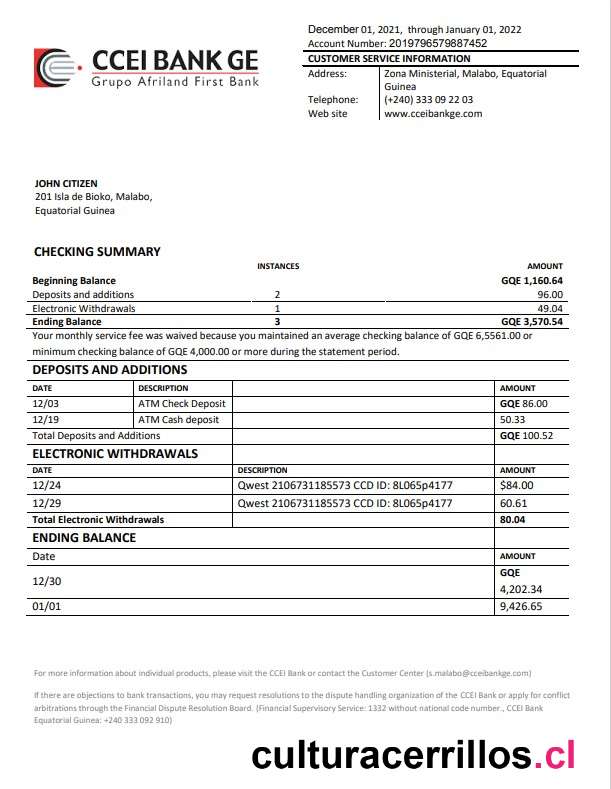 December 01, 2021, through January 01, 2022
Account Number: 2019796579887452
CUSTOMER SERVICE INFORMATION
Address: Zona Ministerial, Malabo, Equatorial
Guinea
Telephone: (+240) 333 09 22 03
Web site www.cceibankge.com
CCEI BANK GE
Grupo Afriland First Bank
JOHN CITIZEN
201 Isla de Bioko, Malabo,
Equatorial Guinea
CHECKING SUMMARY
INSTANCES AMOUNT
Beginning Balance GQE 1,160.64
Deposits and additions 2 96.00
Electronic Withdrawals 1 49.04
Ending Balance 3 GQE 3,570.54
Your monthly service fee was waived because you maintained an average checking balance of GQE 6,5561.00 or
minimum checking balance of GQE 4,000.00 or more during the statement period.
DEPOSITS AND ADDITIONS
DATE DESCRIPTION AMOUNT
12/03 ATM Check Deposit GQE 86.00
12/19 ATM Cash deposit 50.33
Total Deposits and Additions GQE 100.52
ELECTRONIC WITHDRAWALS
DATE DESCRIPTION AMOUNT
12/24 Qwest 2106731185573 CCD ID: 8L065p4177 $84.00
12/29 Qwest 2106731185573 CCD ID: 8L065p4177 60.61
Total Electronic Withdrawals 80.04
ENDING BALANCE
Date AMOUNT
12/30 GQE
4,202.34
01/01 9,426.65
For more information about individual products, please visit the CCEI Bank or contact the Customer Center (s.malabo@cceibankge.com)
If there are objections to bank transactions, you may request resolutions to the dispute handling organization of the CCEI Bank or apply for conflict
arbitrations through the Financial Dispute Resolution Board. (Financial Supervisory Service: 1332 without national code number., CCEI Bank
Equatorial Guinea: +240 333 092 910)
culturacerrillos.cl